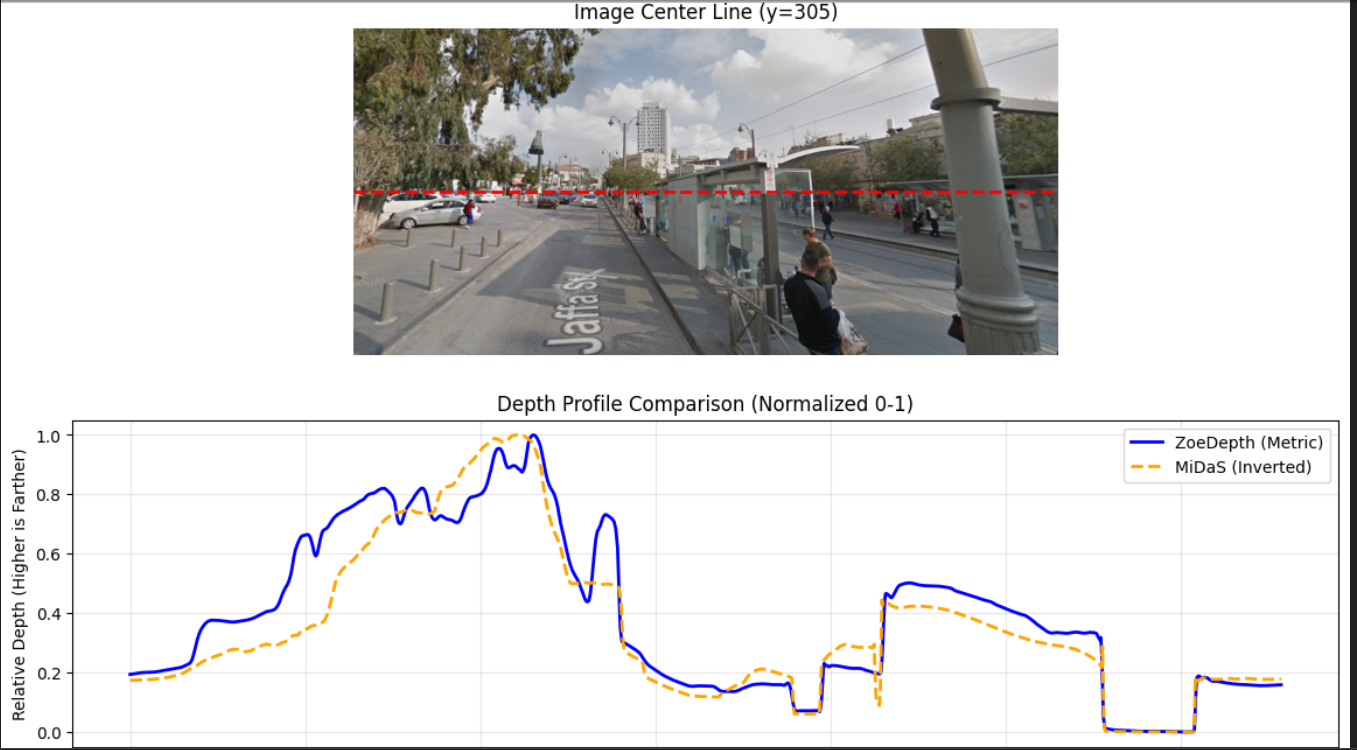 Image Center Line (y=305)
Jaffa St
Depth Profile Comparison (Normalized 0-1)
Relative Depth (Higher is Farther)
1.0
0.8
0.6
0.4
0.2
0.0
ZoeDepth (Metric)
MiDaS (Inverted)